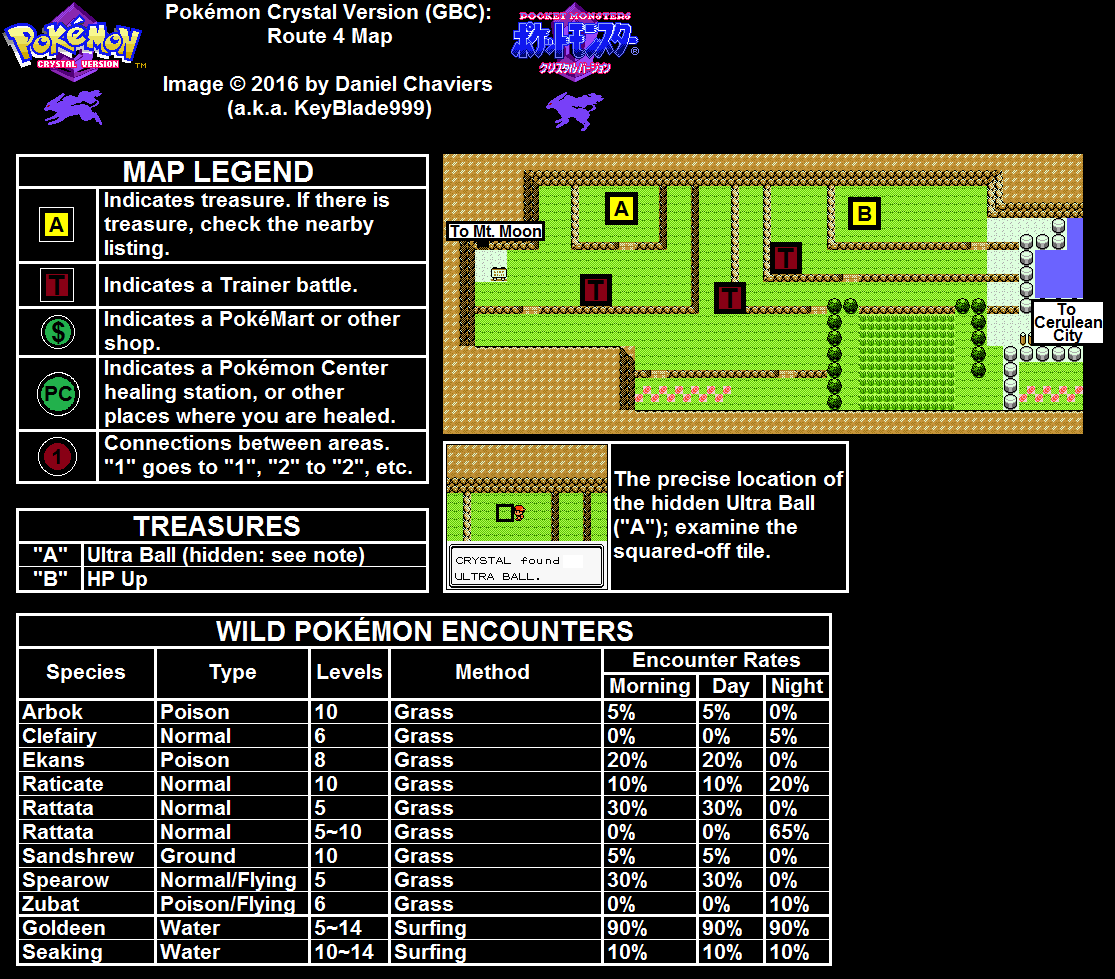 POKéMON
CRYSTAL VERSION
TM
Pokémon Crystal Version (GBC):
Route 4 Map
Image © 2016 by Daniel Chaviers
(a.k.a. KeyBlade999)
POCKET MONSTERS
ポケットモンスター
®
クリスタルバージョン
MAP LEGEND
A
Indicates treasure. If there is
treasure, check the nearby
listing.
T
Indicates a Trainer battle.
$
Indicates a PokéMart or other
shop.
PC
Indicates a Pokémon Center
healing station, or other
places where you are healed.
1
Connections between areas.
"1" goes to "1", "2" to "2", etc.
TREASURES
"A" Ultra Ball (hidden: see note)
"B" HP Up
A
B
To Mt. Moon
T
T
T
To
Cerulean
City
CRYSTAL found
ULTRA BALL.
The precise location of
the hidden Ultra Ball
("A"); examine the
squared-off tile.
WILD POKÉMON ENCOUNTERS
Species Type Levels Method Encounter Rates
Morning Day Night
Arbok Poison 10 Grass 5% 5% 0%
Clefairy Normal 6 Grass 0% 0% 5%
Ekans Poison 8 Grass 20% 20% 0%
Raticate Normal 10 Grass 10% 10% 20%
Rattata Normal 5 Grass 30% 30% 0%
Rattata Normal 5~10 Grass 0% 0% 65%
Sandshrew Ground 10 Grass 5% 5% 0%
Spearow Normal/Flying 5 Grass 30% 30% 0%
Zubat Poison/Flying 6 Grass 0% 0% 10%
Goldeen Water 5~14 Surfing 90% 90% 90%
Seaking Water 10~14 Surfing 10% 10% 10%